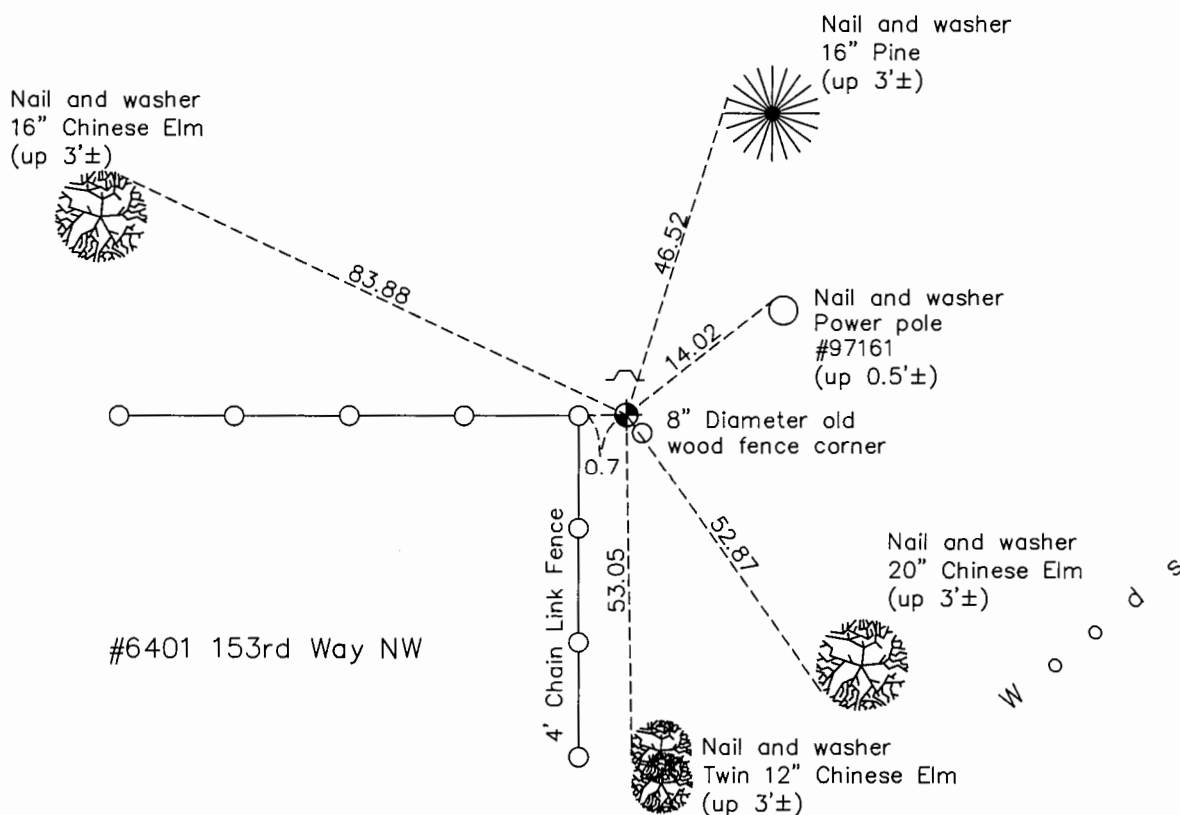 Nail and washer
16" Pine
(up 3'±)
Nail and washer
16" Chinese Elm
(up 3'±)
83.88
46.52
14.02
Nail and washer
Power pole
#97161
(up 0.5'±)
8" Diameter old
wood fence corner
0.7
4' Chain Link Fence
53.05
52.87
Nail and washer
20" Chinese Elm
(up 3'±)
W o o d s
#6401 153rd Way NW
Nail and washer
Twin 12" Chinese Elm
(up 3'±)